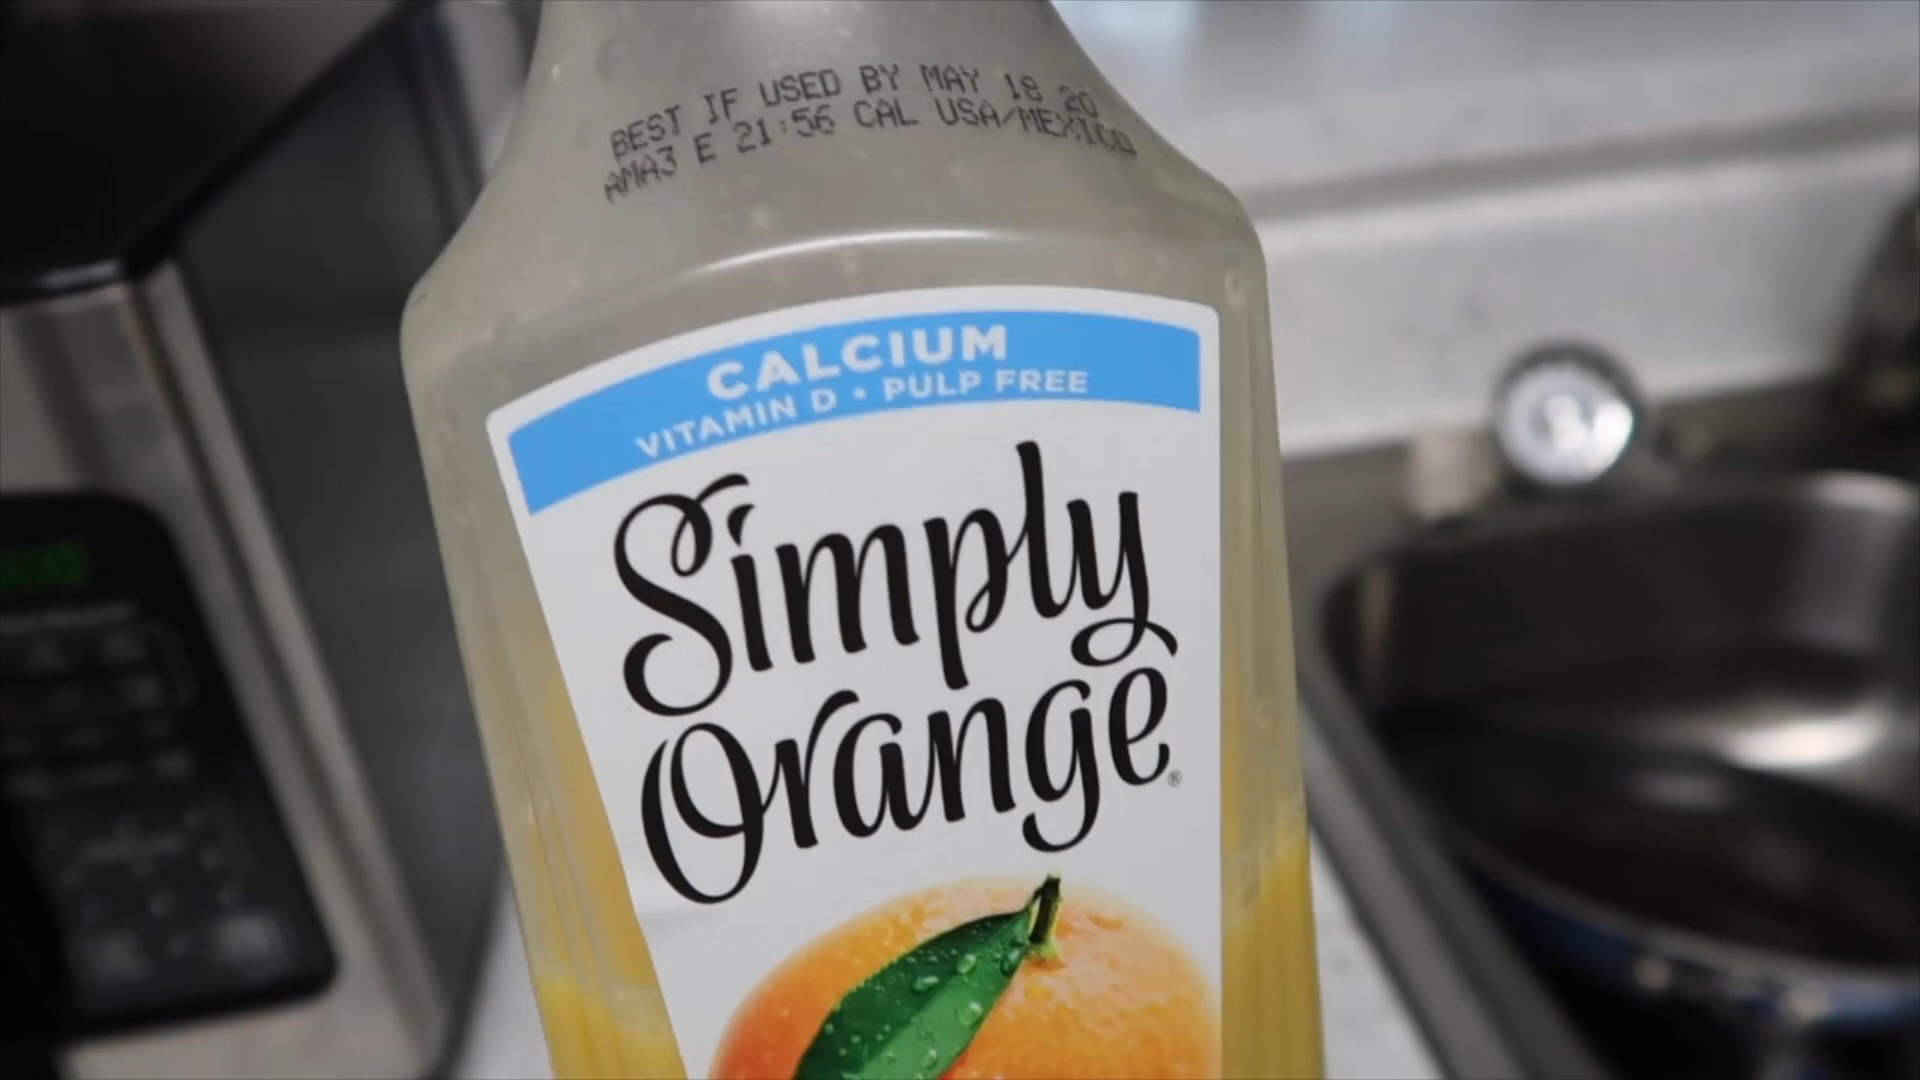 BEST IF USED BY MAY 18 20
AMA3 E 21:56 CAL USA/MEXICO
CALCIUM
VITAMIN D • PULP FREE
Simply
Orange®